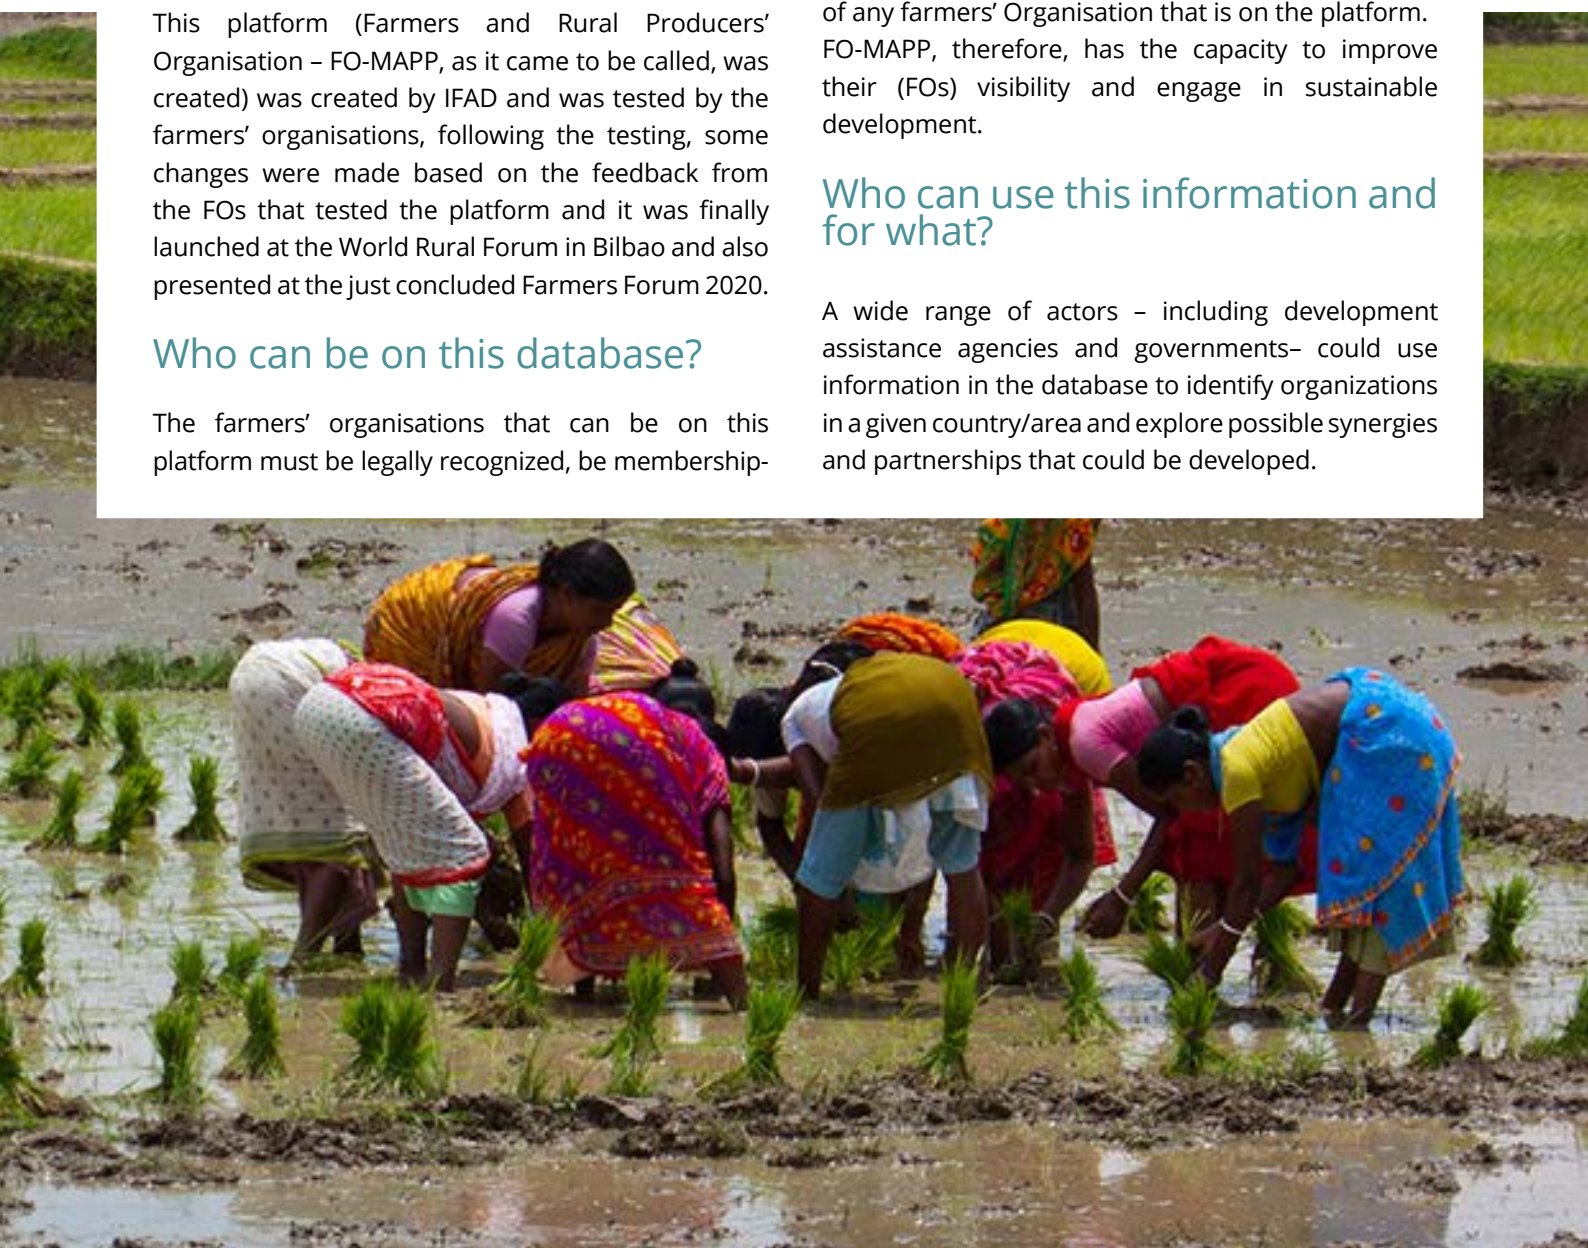 This platform (Farmers and Rural Producers’
Organisation – FO-MAPP, as it came to be called, was
created) was created by IFAD and was tested by the
farmers’ organisations, following the testing, some
changes were made based on the feedback from
the FOs that tested the platform and it was finally
launched at the World Rural Forum in Bilbao and also
presented at the just concluded Farmers Forum 2020.
Who can be on this database?
The farmers’ organisations that can be on this
platform must be legally recognized, be membership-
of any farmers’ Organisation that is on the platform.
FO-MAPP, therefore, has the capacity to improve
their (FOs) visibility and engage in sustainable
development.
Who can use this information and
for what?
A wide range of actors – including development
assistance agencies and governments– could use
information in the database to identify organizations
in a given country/area and explore possible synergies
and partnerships that could be developed.